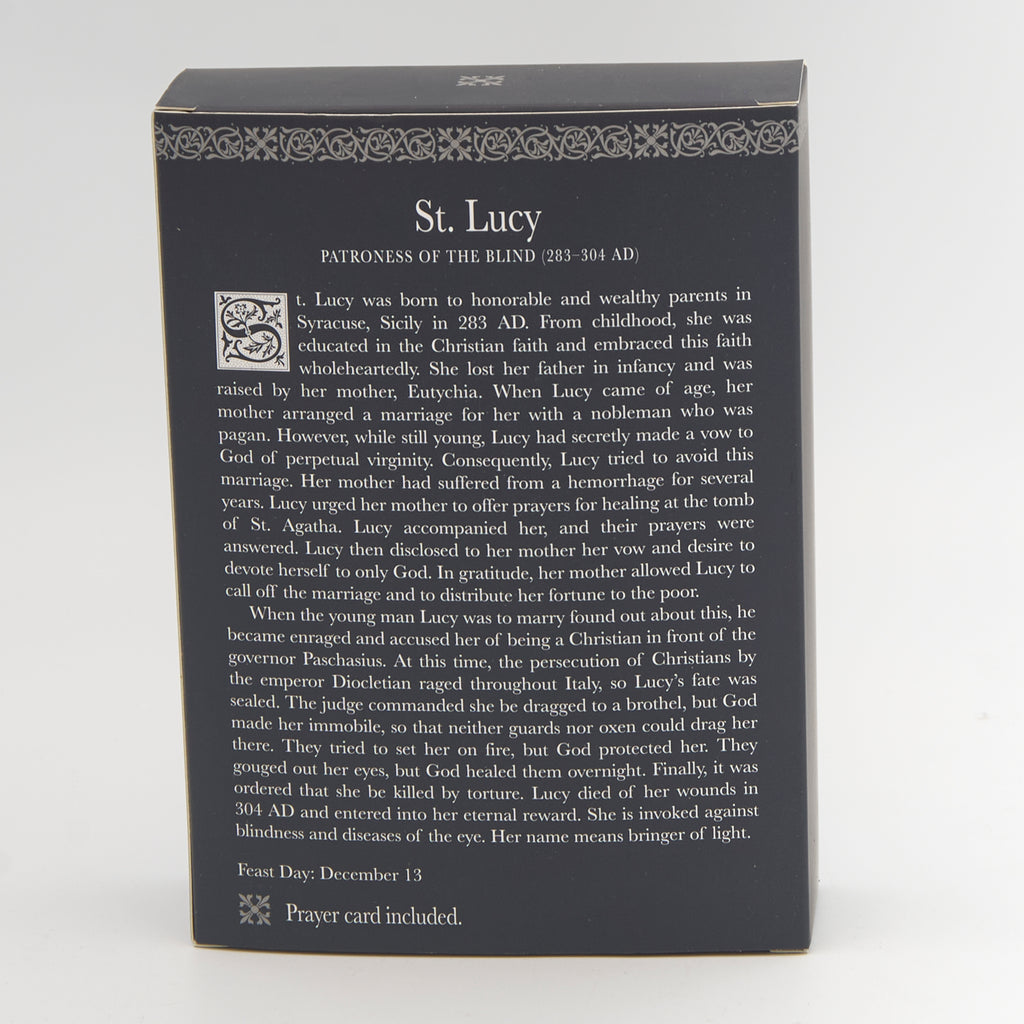 St. Lucy
PATRONESS OF THE BLIND (283–304 AD)
St. Lucy was born to honorable and wealthy parents in
Syracuse, Sicily in 283 AD. From childhood, she was
educated in the Christian faith and embraced this faith
wholeheartedly. She lost her father in infancy and was
raised by her mother, Eutychia. When Lucy came of age, her
mother arranged a marriage for her with a nobleman who was
pagan. However, while still young, Lucy had secretly made a vow to
God of perpetual virginity. Consequently, Lucy tried to avoid this
marriage. Her mother had suffered from a hemorrhage for several
years. Lucy urged her mother to offer prayers for healing at the tomb
of St. Agatha. Lucy accompanied her, and their prayers were
answered. Lucy then disclosed to her mother her vow and desire to
devote herself to only God. In gratitude, her mother allowed Lucy to
call off the marriage and to distribute her fortune to the poor.
When the young man Lucy was to marry found out about this, he
became enraged and accused her of being a Christian in front of the
governor Paschasius. At this time, the persecution of Christians by
the emperor Diocletian raged throughout Italy, so Lucy's fate was
sealed. The judge commanded she be dragged to a brothel, but God
made her immobile, so that neither guards nor oxen could drag her
there. They tried to set her on fire, but God protected her. They
gouged out her eyes, but God healed them overnight. Finally, it was
ordered that she be killed by torture. Lucy died of her wounds in
304 AD and entered into her eternal reward. She is invoked against
blindness and diseases of the eye. Her name means bringer of light.
Feast Day: December 13
Prayer card included.